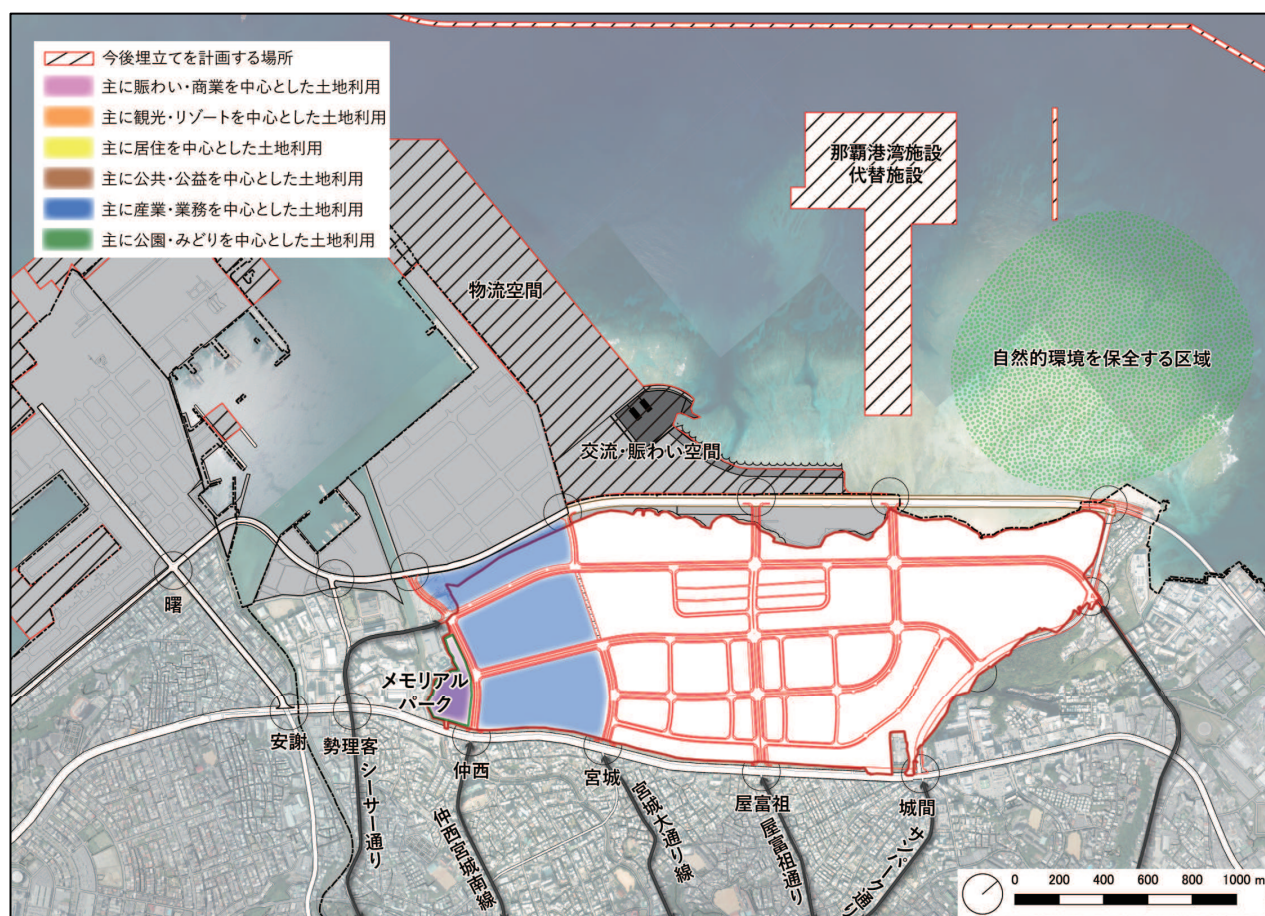 今後埋立てを計画する場所
主に賑わい・商業を中心とした土地利用
主に観光・リゾートを中心とした土地利用
主に居住を中心とした土地利用
主に公共・公益を中心とした土地利用
主に産業・業務を中心とした土地利用
主に公園・みどりを中心とした土地利用
那覇港湾施設
代替施設
物流空間
自然的環境を保全する区域
交流・賑わい空間
曙
メモリアル
パーク
安謝
勢理客
仲西
宮城
屋富祖
城間
シーサー通り
仲西宮城南線
宮城大通り線
屋富祖通り
サンパーク通り
0 200 400 600 800 1000 m